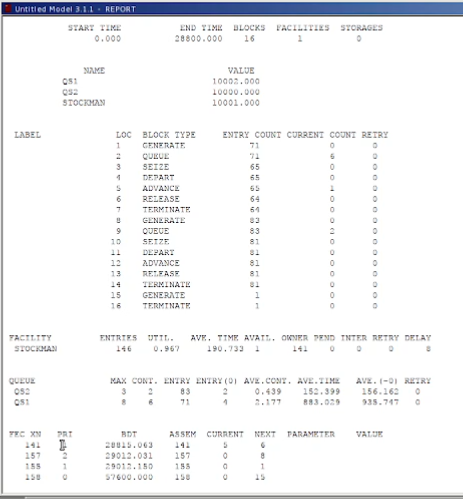 Untitled Model 3.1.1 - REPORT
START TIME END TIME BLOCKS FACILITIES STORAGES
0.000 28800.000 16 1 0
NAME VALUE
QS1 10002.000
QS2 10000.000
STOCKMAN 10001.000
LABEL LOC BLOCK TYPE ENTRY COUNT CURRENT COUNT RETRY
1 GENERATE 71 0 0
2 QUEUE 71 6 0
3 SEIZE 65 0 0
4 DEPART 65 0 0
5 ADVANCE 65 1 0
6 RELEASE 64 0 0
7 TERMINATE 64 0 0
8 GENERATE 83 0 0
9 QUEUE 83 2 0
10 SEIZE 81 0 0
11 DEPART 81 0 0
12 ADVANCE 81 0 0
13 RELEASE 81 0 0
14 TERMINATE 81 0 0
15 GENERATE 1 0 0
16 TERMINATE 1 0 0
FACILITY ENTRIES UTIL. AVE. TIME AVAIL. OWNER PEND INTER RETRY DELAY
STOCKMAN 146 0.967 190.733 1 141 0 0 0 8
QUEUE MAX CONT. ENTRY ENTRY(0) AVE.CONT. AVE.TIME AVE.(-0) RETRY
QS2 3 2 83 2 0.439 152.399 156.162 0
QS1 8 6 71 4 2.177 883.029 935.747 0
FEC XN PRI BDT ASSEM CURRENT NEXT PARAMETER VALUE
141 28815.063 141 5 6
157 2 29012.031 157 0 8
155 1 29012.150 155 0 1
158 0 57600.000 158 0 15